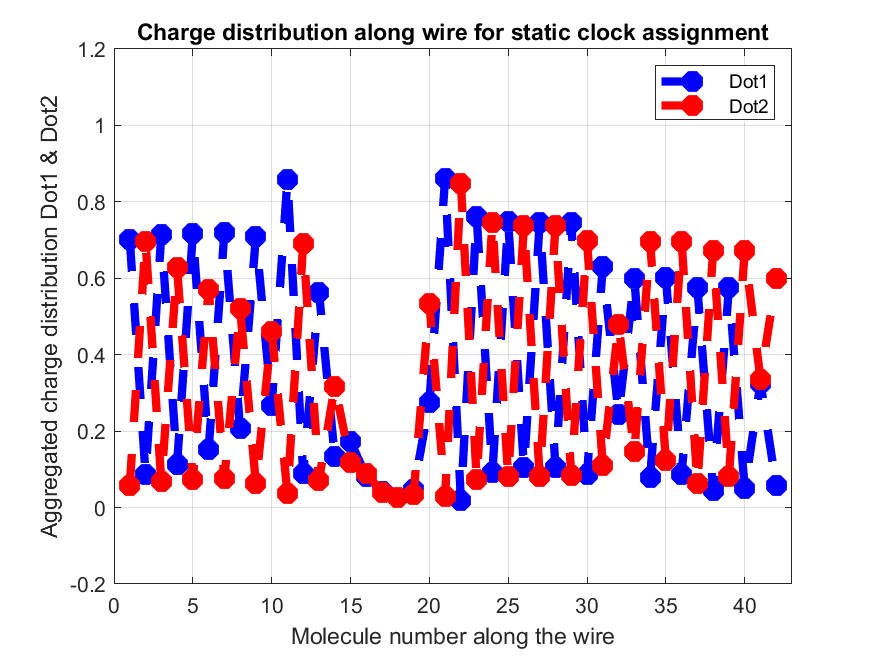 Charge distribution along wire for static clock assignment
Aggregated charge distribution Dot1 & Dot2
1.2
1
0.8
0.6
0.4
0.2
0
-0.2
Dot1
Dot2
0 5 10 15 20 25 30 35 40
Molecule number along the wire